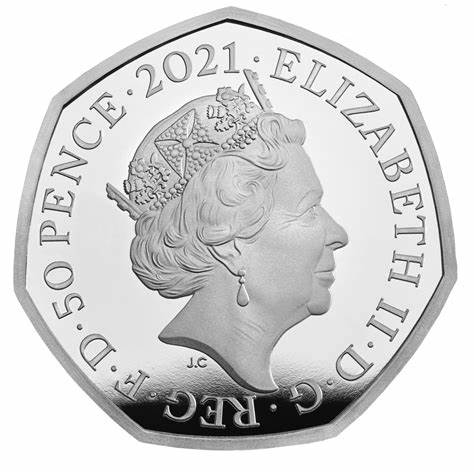 ELIZABETH II · D · G · REG · F · D · 50 PENCE · 2021 ·
J.C